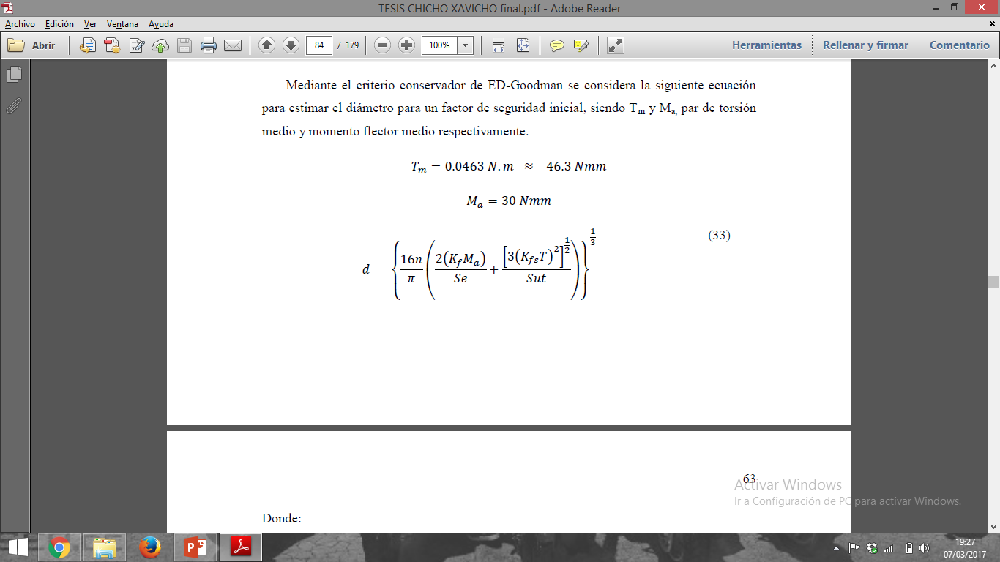 TESIS CHICHO XAVICHO final.pdf - Adobe Reader
Archivo Edición Ver Ventana Ayuda
Abrir 84 / 179 100% Herramientas Rellenar y firmar Comentario
Mediante el criterio conservador de ED-Goodman se considera la siguiente ecuación
para estimar el diámetro para un factor de seguridad inicial, siendo Tm y Ma, par de torsión
medio y momento flector medio respectivamente.
Tm = 0.0463 N.m ≈ 46.3 Nmm
Ma = 30 Nmm
d = {16n/π (2(KfMa)/Se + [3(KfsT)²]^(1/2)/Sut)}^(1/3) (33)
63
Activar Windows
Ir a Configuración de PC para activar Windows.
Donde:
19:27
07/03/2017